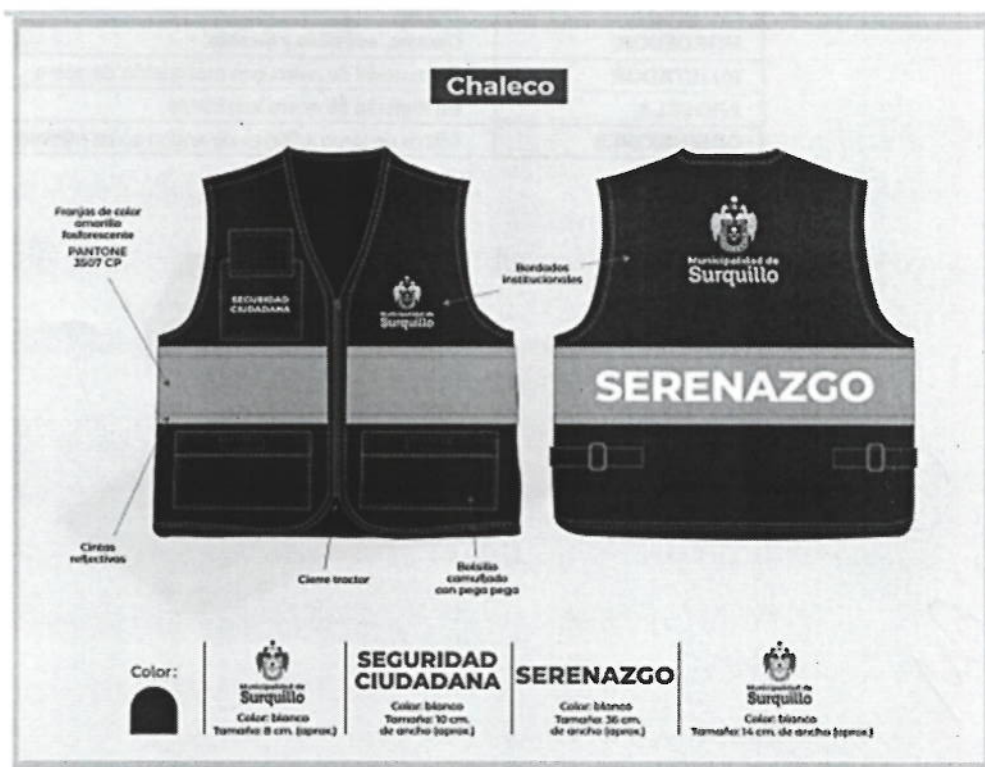 Chaleco
Franjas de color
amarillo
fosforescente
PANTONE
3507 CP
SEGURIDAD
CIUDADANA
Municipalidad de
Surquillo
Bordados
institucionales
Municipalidad de
Surquillo
SERENAZGO
Cintas
reflectivas
Cierre tractor
Bolsillo
camuflado
con pega pega
Color:
Municipalidad de
Surquillo
Color: blanco
Tamaño: 8 cm. (aprox.)
SEGURIDAD
CIUDADANA
Color: blanco
Tamaño: 10 cm.
de ancho (aprox.)
SERENAZGO
Color: blanco
Tamaño: 36 cm.
de ancho (aprox.)
Municipalidad de
Surquillo
Color: blanco
Tamaño: 14 cm. de ancho (aprox.)